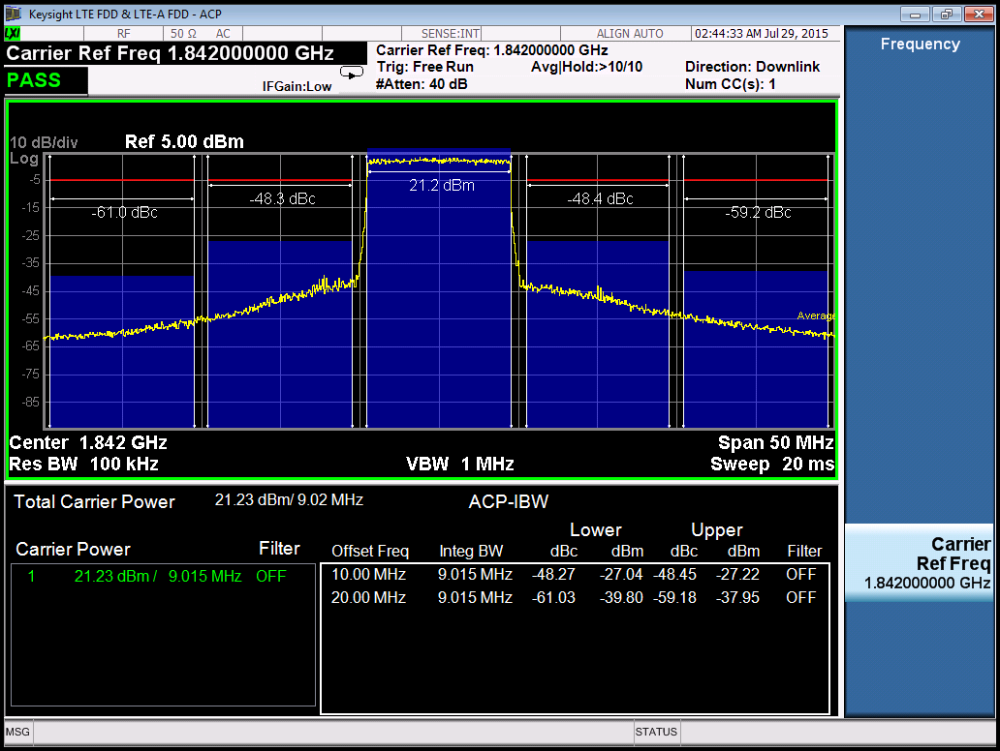 Keysight LTE FDD & LTE-A FDD - ACP
LXI RF 50 Ω AC SENSE:INT ALIGN AUTO 02:44:33 AM Jul 29, 2015
Carrier Ref Freq 1.842000000 GHz
PASS
IFGain:Low
Carrier Ref Freq: 1.842000000 GHz
Trig: Free Run Avg|Hold:>10/10
#Atten: 40 dB
Direction: Downlink
Num CC(s): 1
Frequency
10 dB/div Ref 5.00 dBm
Log
-5
-15
-25
-35
-45
-55
-65
-75
-85
-61.0 dBc
-48.3 dBc
21.2 dBm
-48.4 dBc
-59.2 dBc
Average
Center 1.842 GHz Span 50 MHz
Res BW 100 kHz VBW 1 MHz Sweep 20 ms
Total Carrier Power 21.23 dBm/ 9.02 MHz ACP-IBW
Carrier Power Filter
1 21.23 dBm / 9.015 MHz OFF
Lower Upper
Offset Freq Integ BW dBc dBm dBc dBm Filter
10.00 MHz 9.015 MHz -48.27 -27.04 -48.45 -27.22 OFF
20.00 MHz 9.015 MHz -61.03 -39.80 -59.18 -37.95 OFF
Carrier
Ref Freq
1.842000000 GHz
MSG STATUS